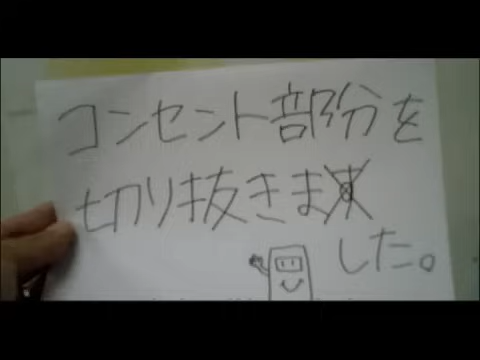 コンセント部分を
切り抜きま
した。